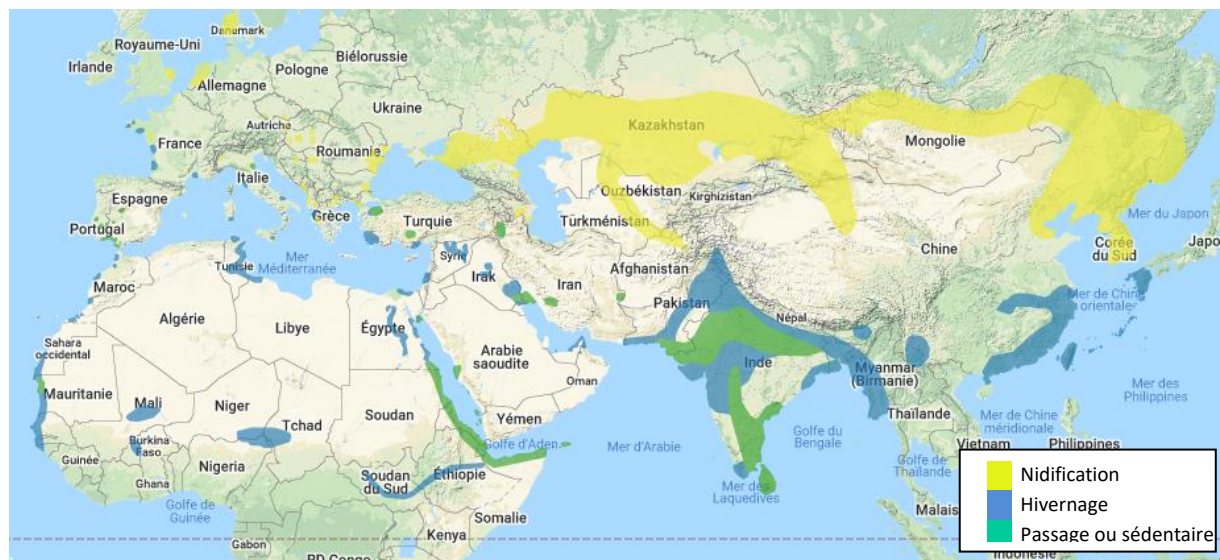 Danemark
Royaume-Uni
Irlande
Biélorussie
Pologne
Allemagne
Ukraine
Kazakhstan
Autriche
France
Roumanie
Mongolie
Italie
Ouzbékistan
Kirghizistan
Espagne
Grèce
Turquie
Türkménistan
Mer du Japon
Portugal
Chine
Corée
du Sud
Japo
Mer
Méditerranée
Tunisie
Syrie
Afghanistan
Irak
Iran
Maroc
Pakistan
Mer de Chine
orientale
Algérie
Libye
Égypte
Népal
Sahara
occidental
Arabie
saoudite
Inde
Myanmar
(Birmanie)
Oman
Mer des
Philippines
Mauritanie
Mali
Niger
Tchad
Soudan
Yémen
Thaïlande
Mer de Chine
méridionale
Golfe d'Aden
Mer d'Arabie
Golfe du
Bengale
Burkina
Faso
Guinée
Nigeria
Vietnam
Philippines
Golfe de
Thaïlande
Soudan
du Sud
Éthiopie
Ghana
Mer des
Laquedives
Golfe de
Guinée
Somalie
Malais
Kenya
Gabon
RD Congo
Indonésie
Nidification
Hivernage
Passage ou sédentaire